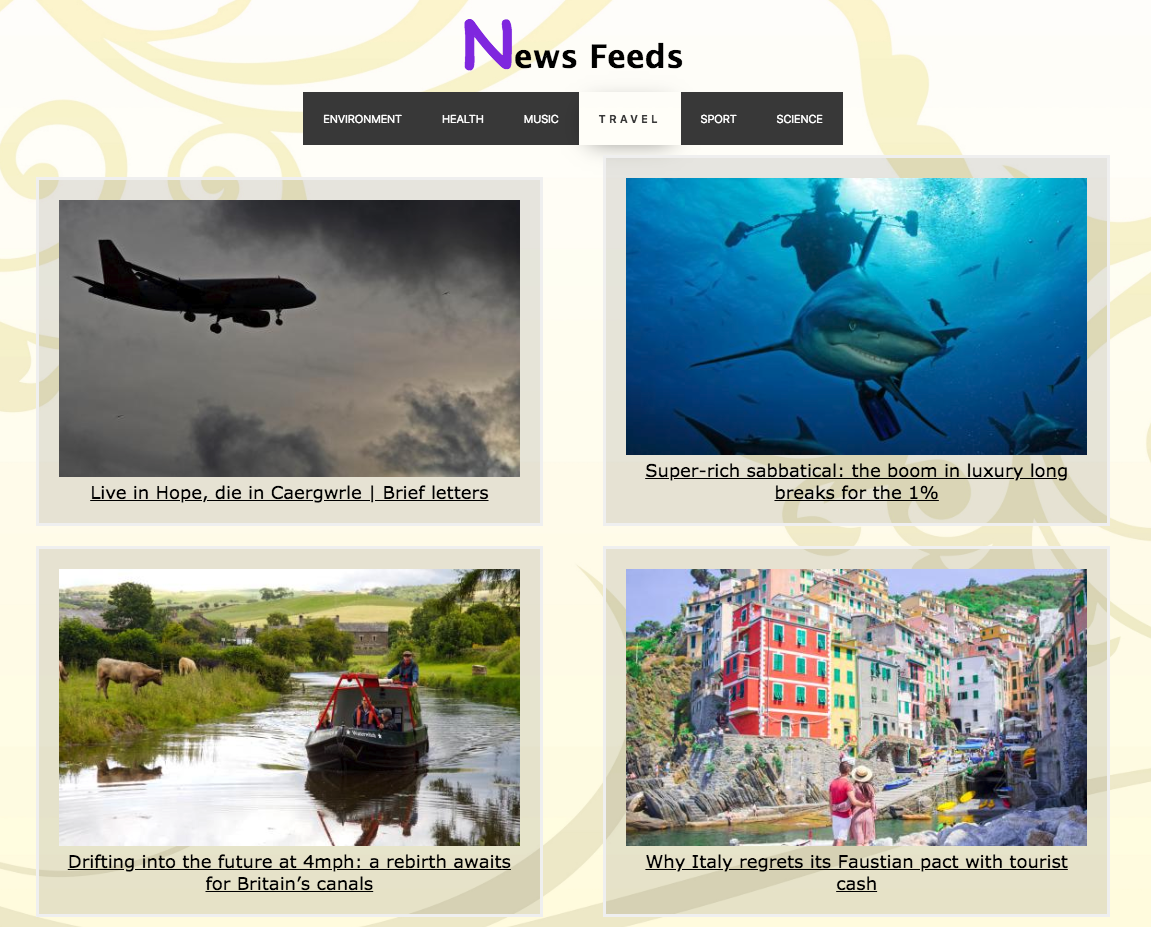 News Feeds
ENVIRONMENT HEALTH MUSIC TRAVEL SPORT SCIENCE
Live in Hope, die in Caergwrle | Brief letters
Super-rich sabbatical: the boom in luxury long
breaks for the 1%
Waterwitch
Drifting into the future at 4mph: a rebirth awaits
for Britain’s canals
Why Italy regrets its Faustian pact with tourist
cash